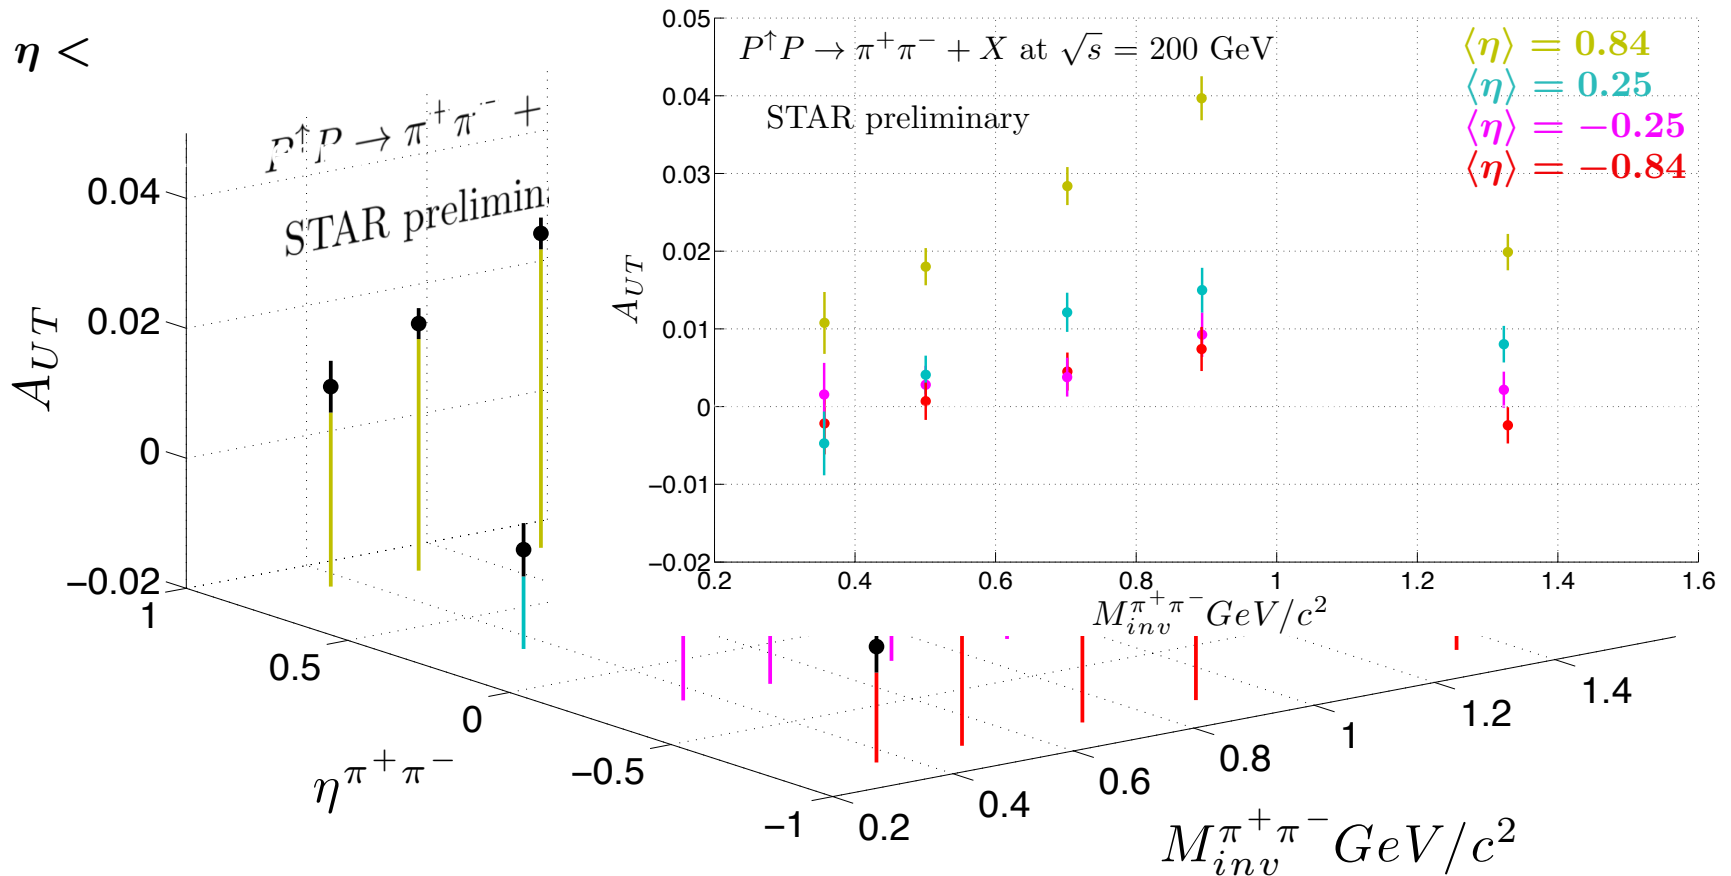 η <
P↑P → π⁺π⁻ +
STAR prelimin
A_{UT}
0.04
0.02
0
−0.02
1
0.5
0
−0.5
−1
η^{π⁺π⁻}
0.2
0.4
0.6
0.8
1
1.2
1.4
M_{inv}^{π⁺π⁻} GeV/c²
P↑P → π⁺π⁻ + X at √s = 200 GeV
STAR preliminary
⟨η⟩ = 0.84
⟨η⟩ = 0.25
⟨η⟩ = −0.25
⟨η⟩ = −0.84
A_{UT}
0.05
0.04
0.03
0.02
0.01
0
−0.01
−0.02
0.2 0.4 0.6 0.8 1 1.2 1.4 1.6
M_{inv}^{π⁺π⁻} GeV/c²